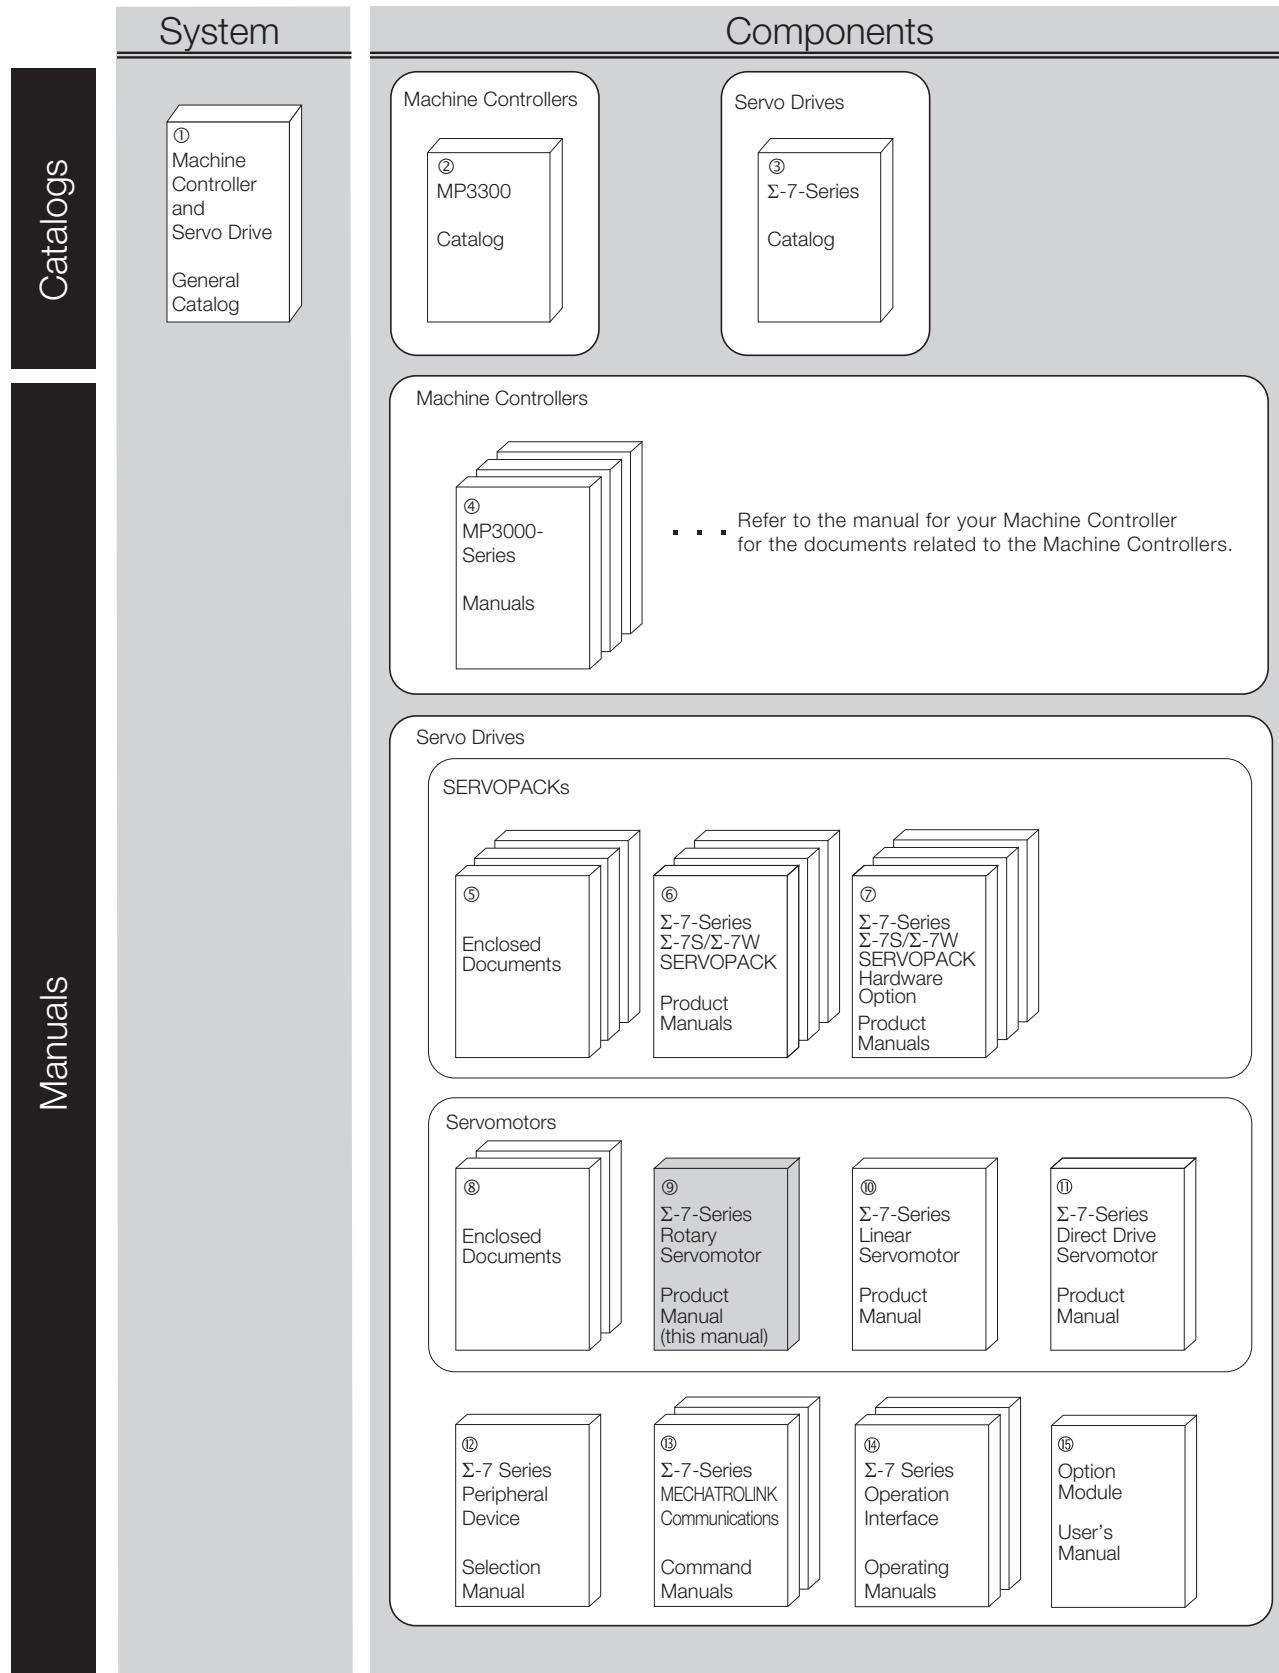 System
Components
Catalogs
①
Machine
Controller
and
Servo Drive
General
Catalog
Machine Controllers
②
MP3300
Catalog
Servo Drives
③
Σ-7-Series
Catalog
Manuals
Machine Controllers
④
MP3000-
Series
Manuals
Refer to the manual for your Machine Controller
for the documents related to the Machine Controllers.
Servo Drives
SERVOPACKs
⑤
Enclosed
Documents
⑥
Σ-7-Series
Σ-7S/Σ-7W
SERVOPACK
Product
Manuals
⑦
Σ-7-Series
Σ-7S/Σ-7W
SERVOPACK
Hardware
Option
Product
Manuals
Servomotors
⑧
Enclosed
Documents
⑨
Σ-7-Series
Rotary
Servomotor
Product
Manual
(this manual)
⑩
Σ-7-Series
Linear
Servomotor
Product
Manual
⑪
Σ-7-Series
Direct Drive
Servomotor
Product
Manual
⑫
Σ-7 Series
Peripheral
Device
Selection
Manual
⑬
Σ-7-Series
MECHATROLINK
Communications
Command
Manuals
⑭
Σ-7 Series
Operation
Interface
Operating
Manuals
⑮
Option
Module
User's
Manual